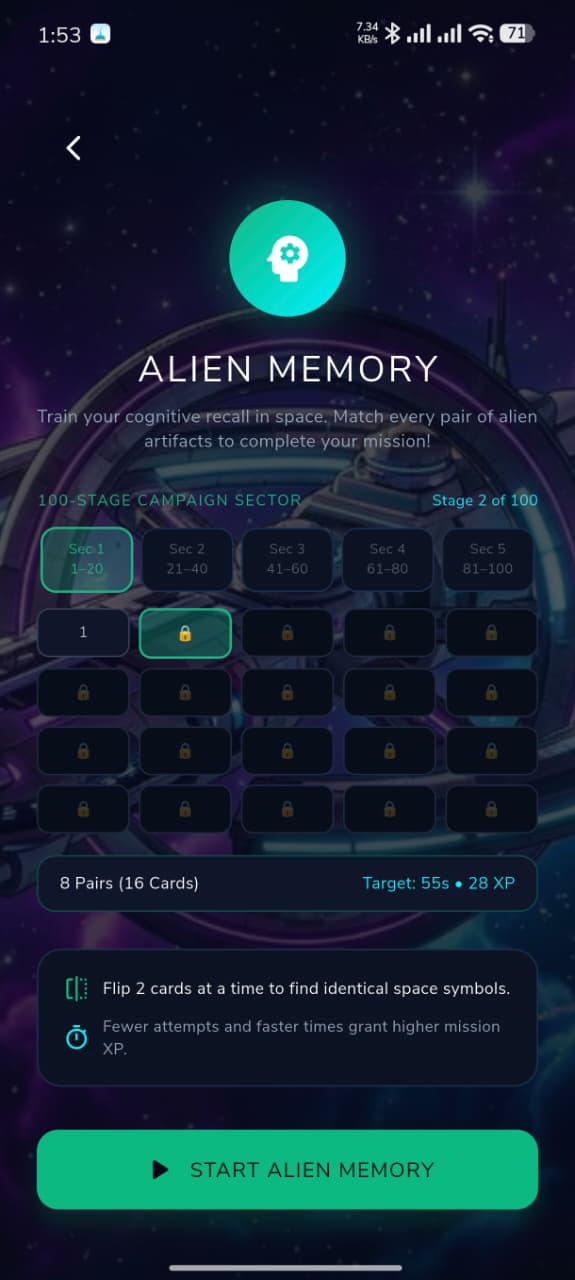 1:53
7.34
KB/s
71
ALIEN MEMORY
Train your cognitive recall in space. Match every pair of alien
artifacts to complete your mission!
100-STAGE CAMPAIGN SECTOR
Stage 2 of 100
Sec 1
1–20
Sec 2
21–40
Sec 3
41–60
Sec 4
61–80
Sec 5
81–100
1
8 Pairs (16 Cards)
Target: 55s • 28 XP
Flip 2 cards at a time to find identical space symbols.
Fewer attempts and faster times grant higher mission
XP.
START ALIEN MEMORY